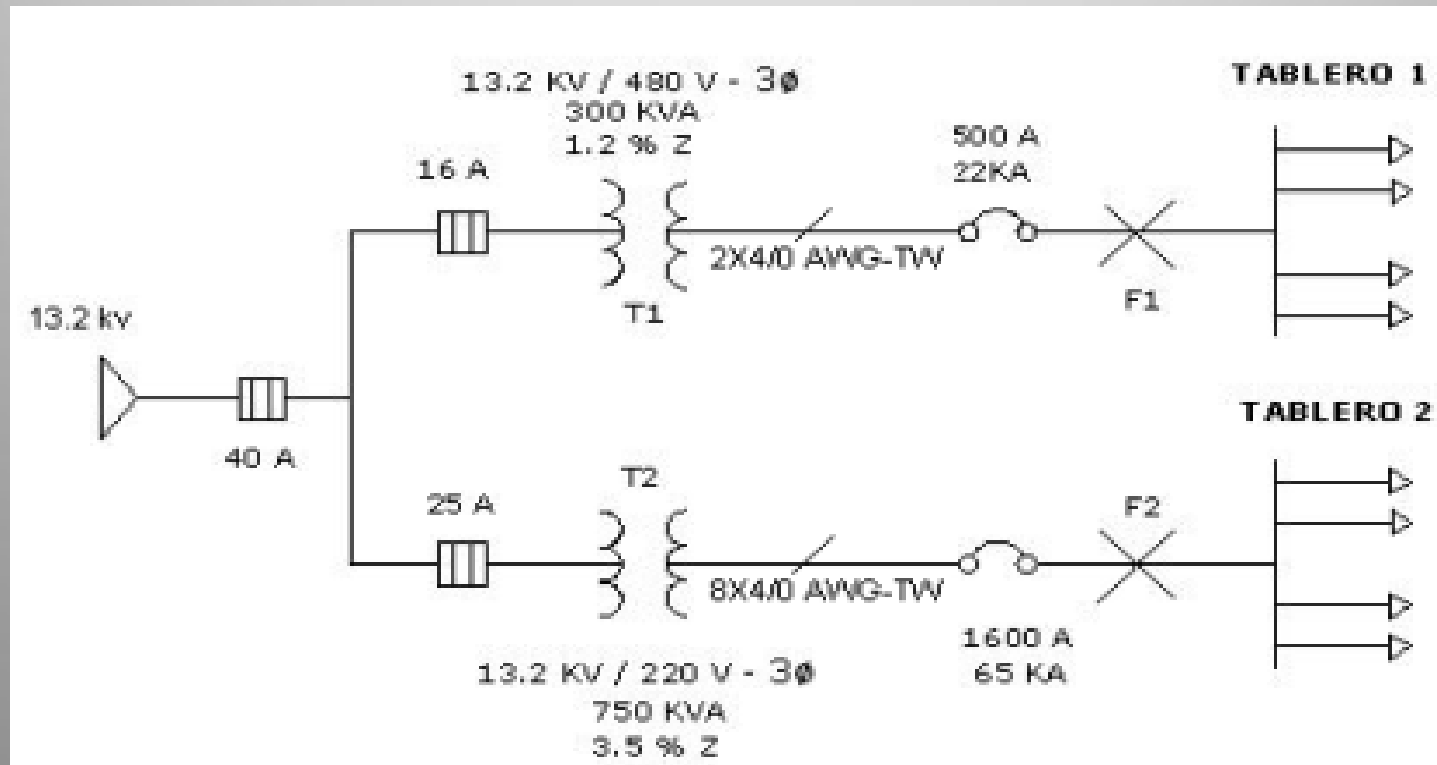 13.2 KV / 480 V - 3ø
300 KVA
1.2 % Z
TABLERO 1
500 A
22KA
16 A
2X4/0 AWG-TW
T1
F1
13.2 kv
40 A
TABLERO 2
T2
25 A
F2
8X4/0 AWG-TW
1600 A
65 KA
13.2 KV / 220 V - 3ø
750 KVA
3.5 % Z